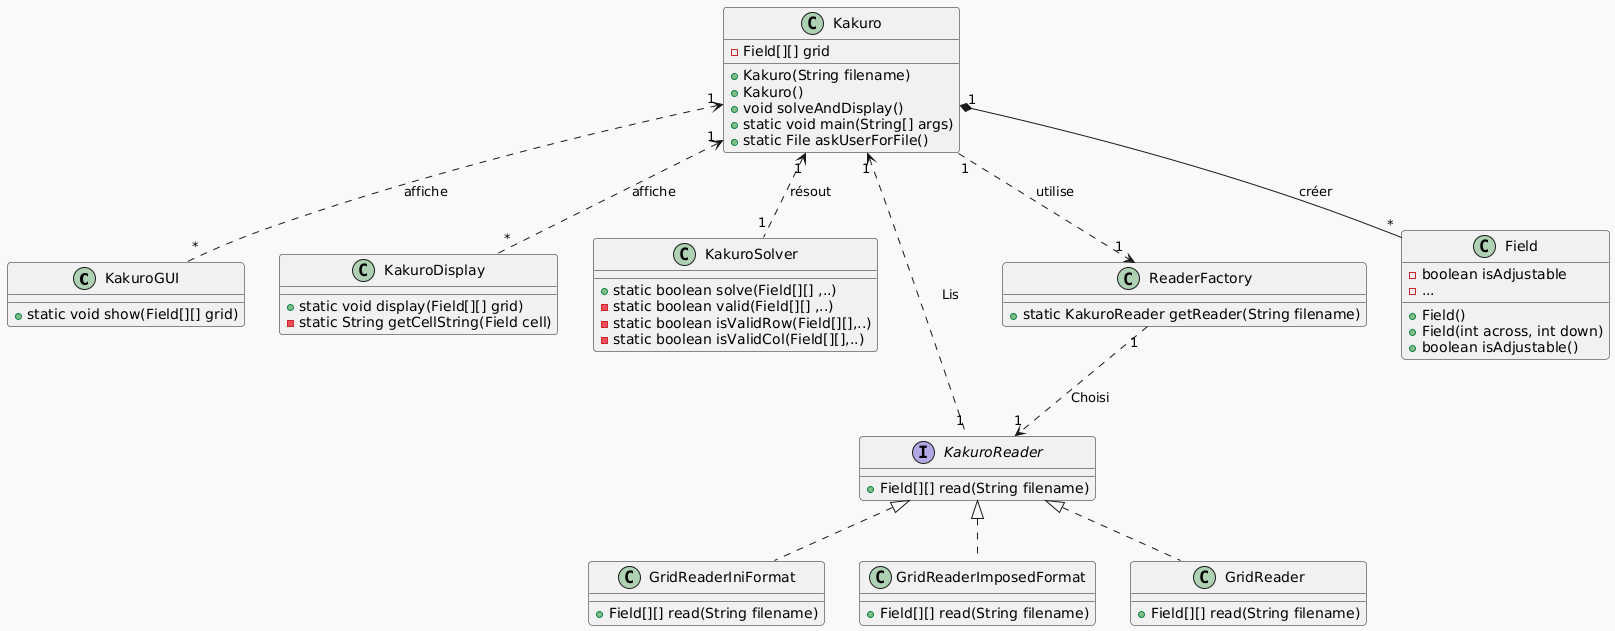 C Kakuro
Field[][] grid
Kakuro(String filename)
Kakuro()
void solveAndDisplay()
static void main(String[] args)
static File askUserForFile()
1
1
1
1
1
1
1
affiche
affiche
résout
utilise
créer
*
*
1
1
*
C KakuroGUI
static void show(Field[][] grid)
C KakuroDisplay
static void display(Field[][] grid)
static String getCellString(Field cell)
C KakuroSolver
static boolean solve(Field[][] ,..)
static boolean valid(Field[][] ,..)
static boolean isValidRow(Field[][],..)
static boolean isValidCol(Field[][],..)
Lis
C ReaderFactory
static KakuroReader getReader(String filename)
C Field
boolean isAdjustable
...
Field()
Field(int across, int down)
boolean isAdjustable()
1
Choisi
1
1
I KakuroReader
Field[][] read(String filename)
C GridReaderIniFormat
Field[][] read(String filename)
C GridReaderImposedFormat
Field[][] read(String filename)
C GridReader
Field[][] read(String filename)